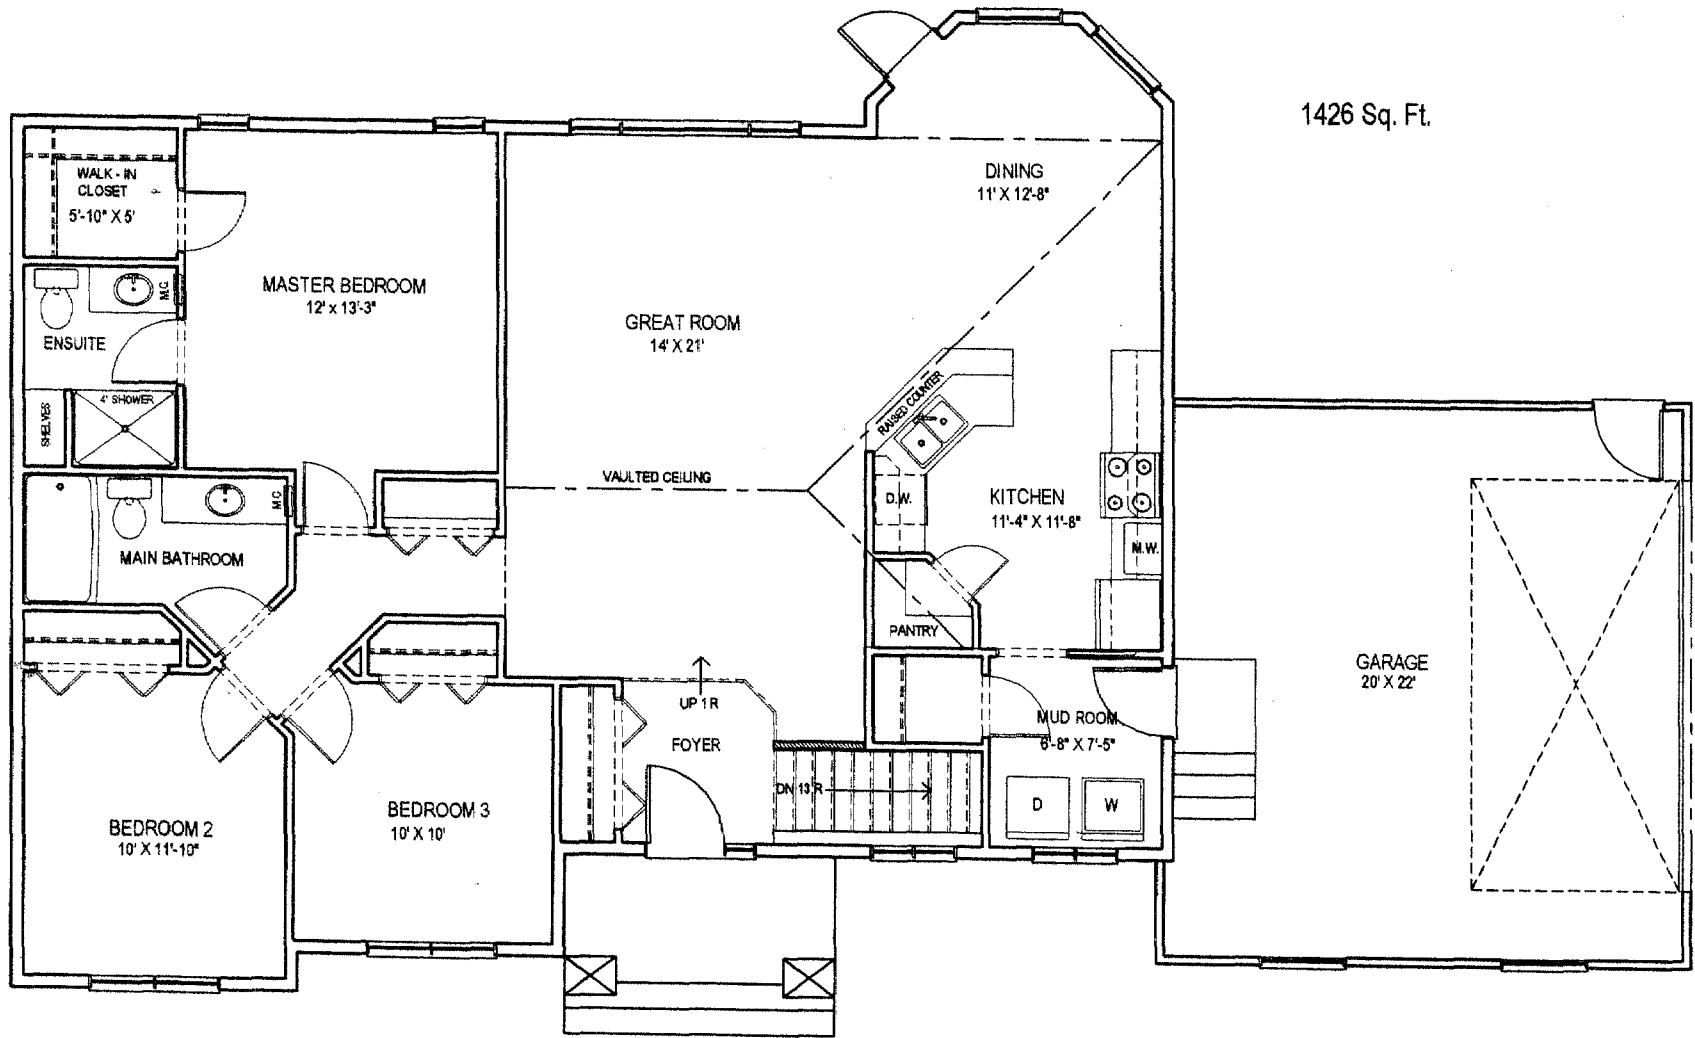 1426 Sq. Ft.
WALK - IN
CLOSET
5'-10" X 5'
DINING
11' X 12'-8"
MASTER BEDROOM
12' x 13'-3"
M.C
ENSUITE
GREAT ROOM
14' X 21'
SHELVES
4' SHOWER
RAISED COUNTER
VAULTED CEILING
M.C
D.W.
KITCHEN
11'-4" X 11'-8"
M.W.
MAIN BATHROOM
PANTRY
GARAGE
20' X 22'
UP 1 R
MUD ROOM
6'-8" X 7'-5"
FOYER
DN 13 R
D
W
BEDROOM 2
10' X 11'-10"
BEDROOM 3
10' X 10'